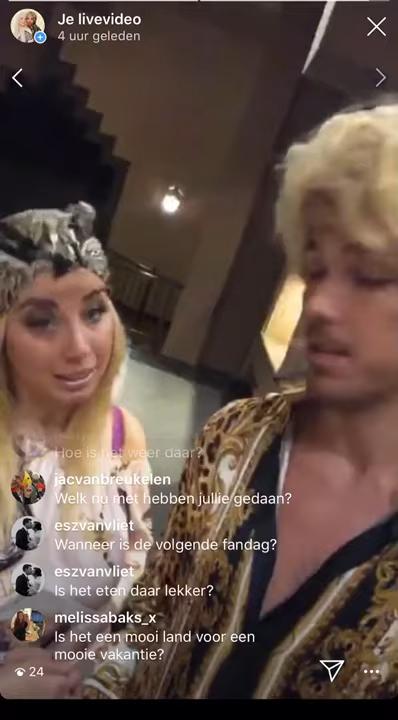 Je livevideo
4 uur geleden
Hoe is het weer daar?
jacvanbreukelen
Welk nu met hebben jullie gedaan?
eszvanvliet
Wanneer is de volgende fandag?
eszvanvliet
Is het eten daar lekker?
melissabaks_x
Is het een mooi land voor een
mooie vakantie?
24